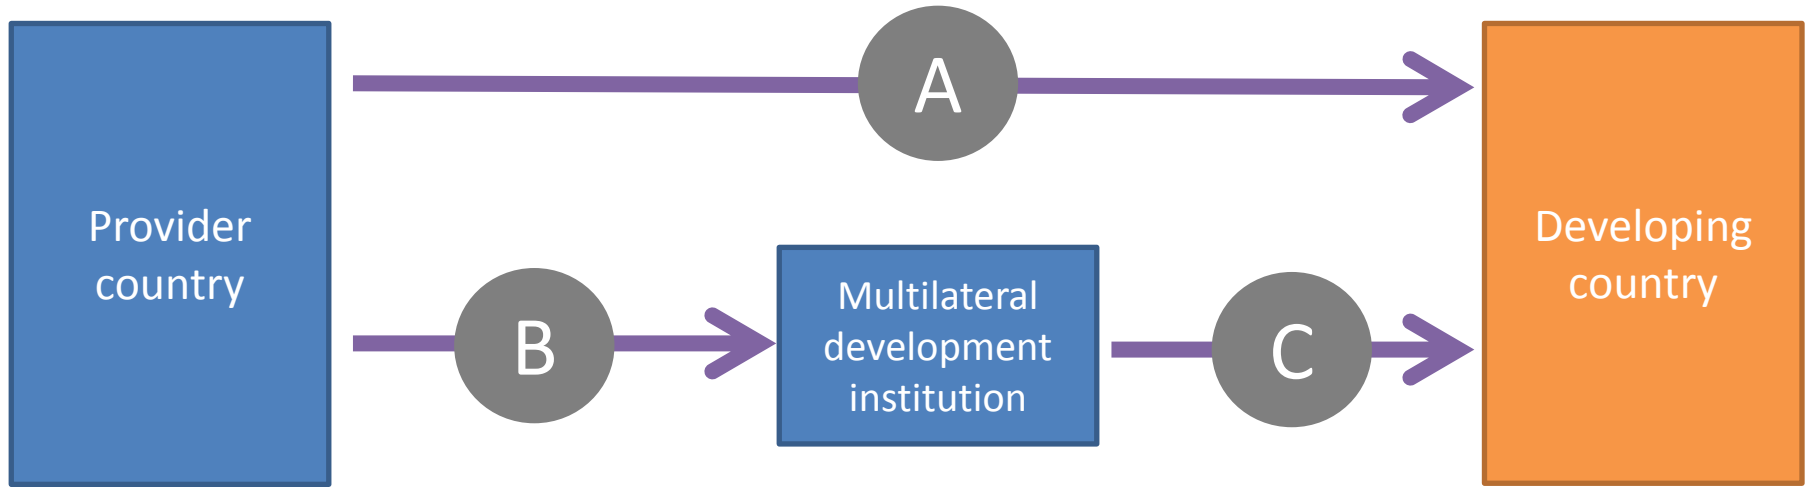 A
Provider
country
B
Multilateral
development
institution
C
Developing
country